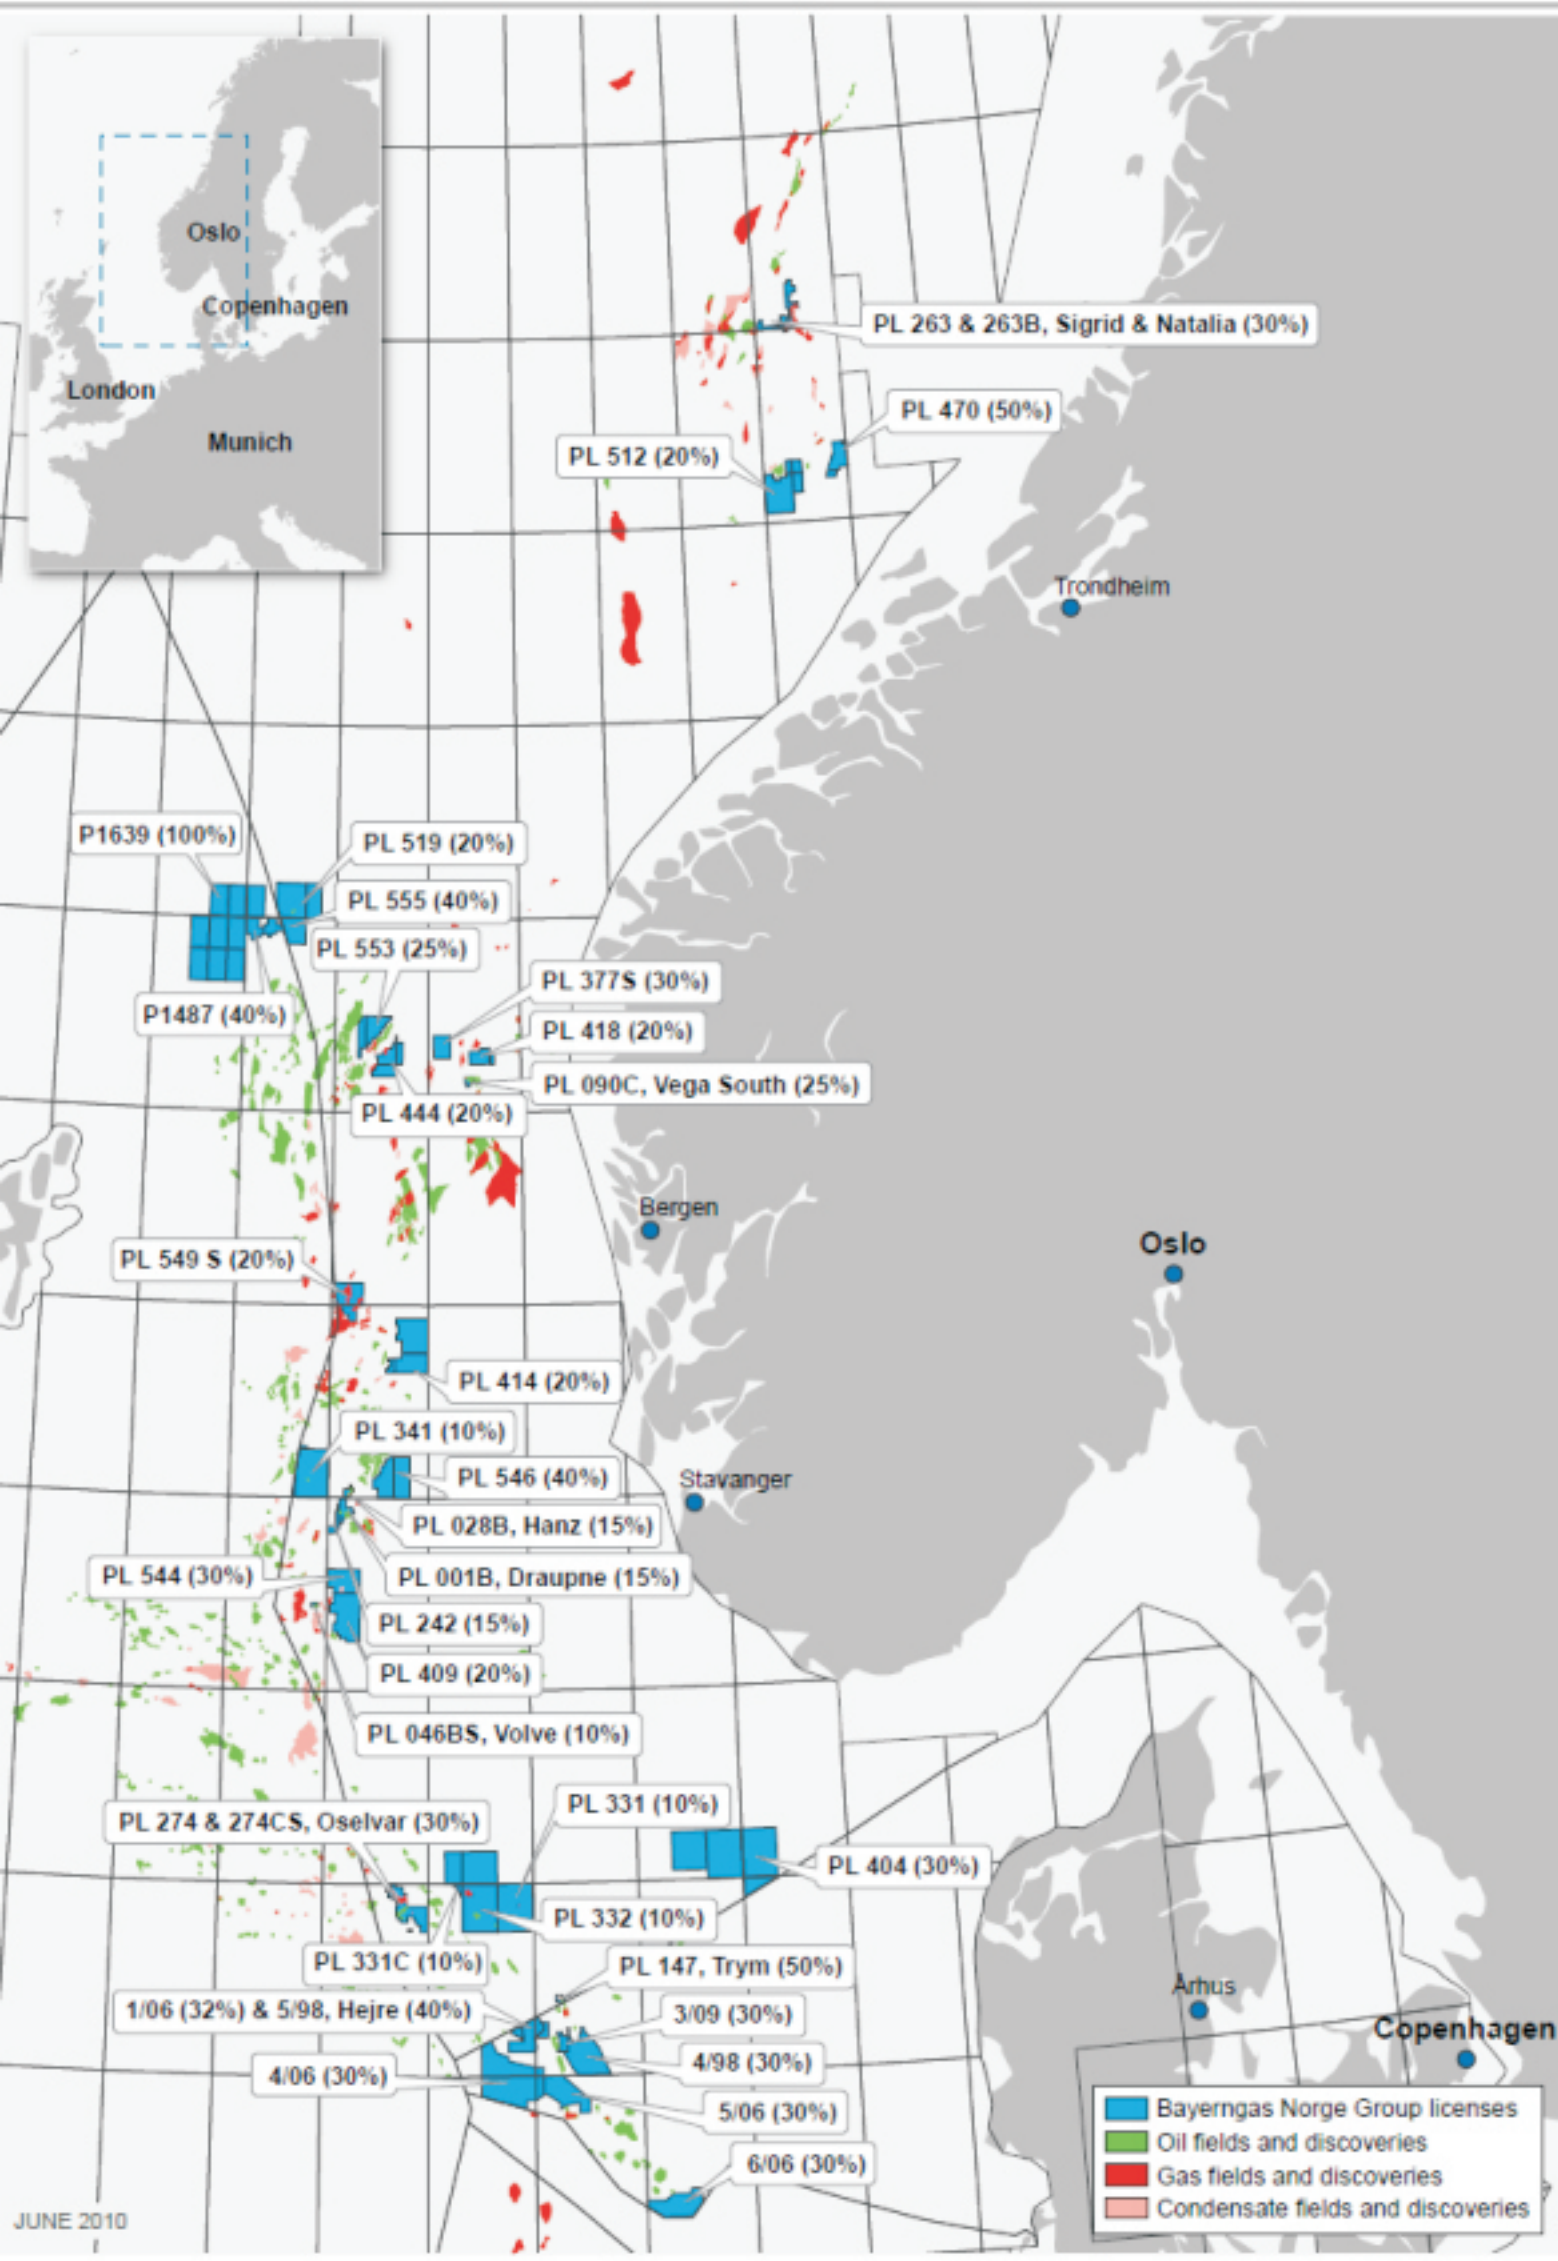 Oslo
Copenhagen
London
Munich
PL 263 & 263B, Sigrid & Natalia (30%)
PL 470 (50%)
PL 512 (20%)
Trondheim
P1639 (100%)
PL 519 (20%)
PL 555 (40%)
PL 553 (25%)
PL 377S (30%)
P1487 (40%)
PL 418 (20%)
PL 090C, Vega South (25%)
PL 444 (20%)
Bergen
Oslo
PL 549 S (20%)
PL 414 (20%)
PL 341 (10%)
PL 546 (40%)
Stavanger
PL 028B, Hanz (15%)
PL 544 (30%)
PL 001B, Draupne (15%)
PL 242 (15%)
PL 409 (20%)
PL 046BS, Volve (10%)
PL 331 (10%)
PL 274 & 274CS, Oselvar (30%)
PL 404 (30%)
PL 332 (10%)
PL 331C (10%)
PL 147, Trym (50%)
Arhus
1/06 (32%) & 5/98, Hejre (40%)
3/09 (30%)
Copenhagen
4/98 (30%)
4/06 (30%)
5/06 (30%)
6/06 (30%)
Bayerngas Norge Group licenses
Oil fields and discoveries
Gas fields and discoveries
Condensate fields and discoveries
JUNE 2010